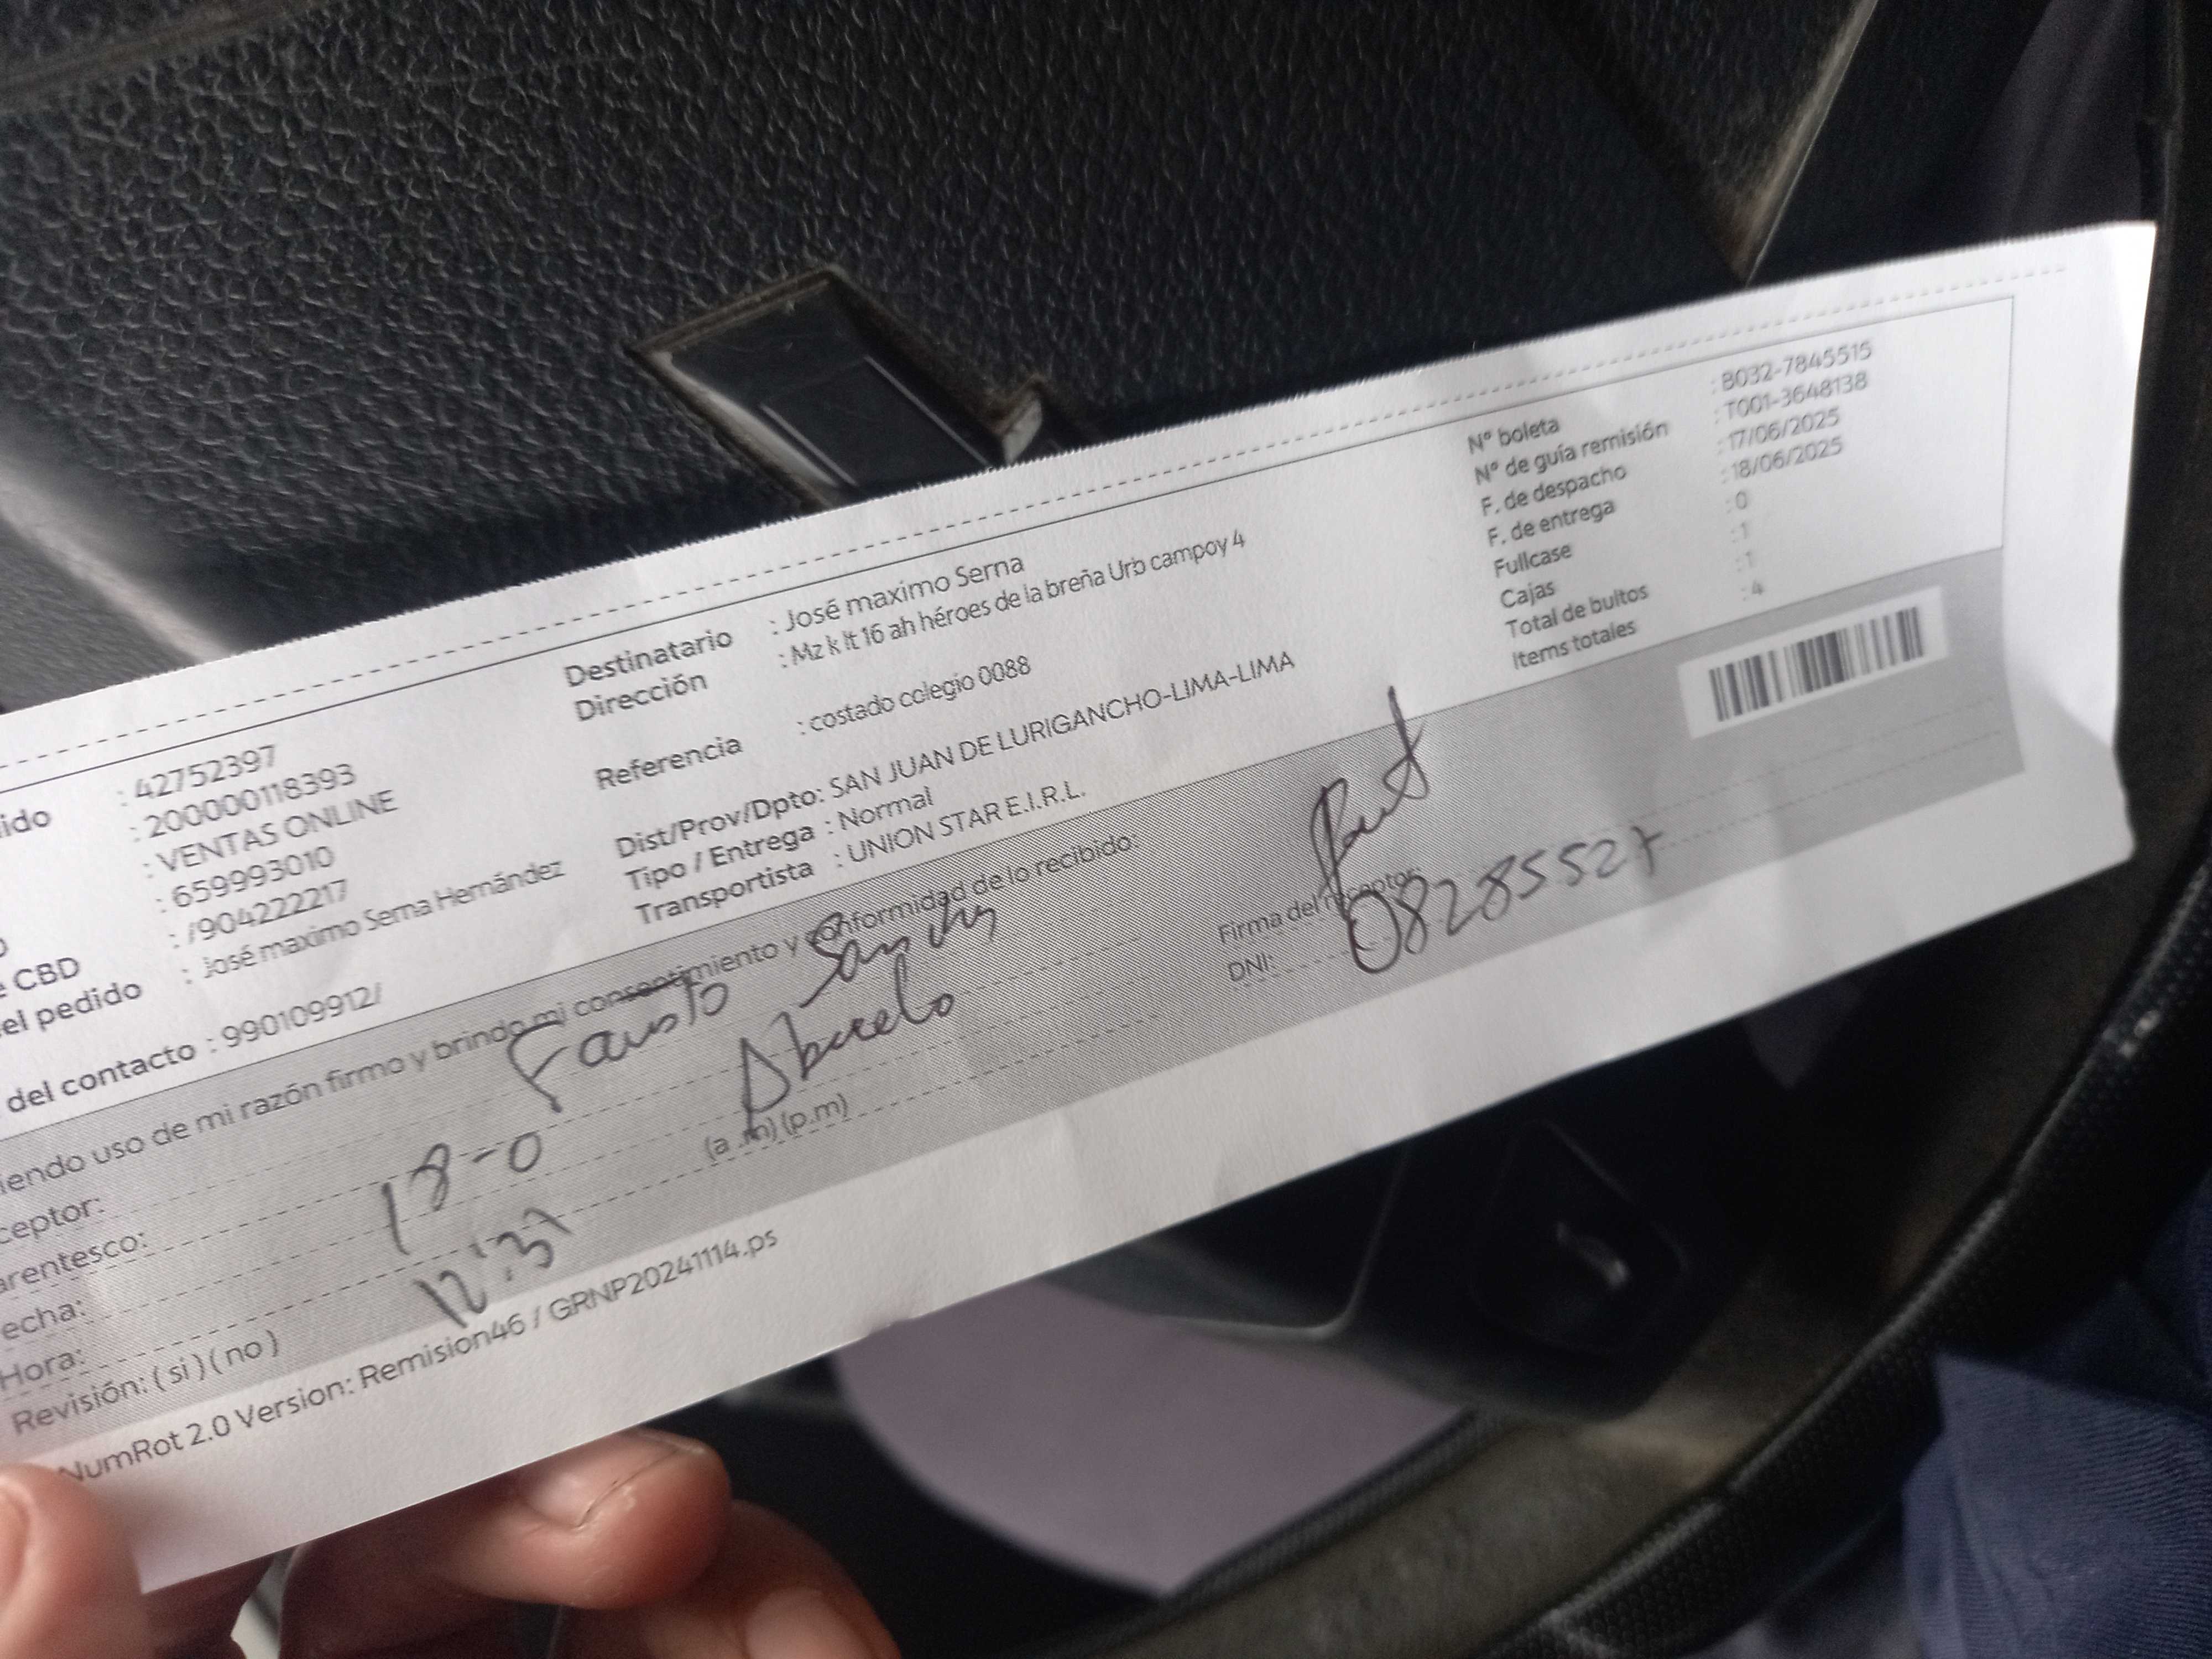 ido : 42752397
: 200000118393
: VENTAS ONLINE
: 659993010
e CBD : /904222217
el pedido : José maximo Serna Hernández
del contacto : 990109912/
Destinatario : José maximo Serna
Dirección : Mz k lt 16 ah héroes de la breña Urb campoy 4
Referencia : costado colegio 0088
Dist/Prov/Dpto: SAN JUAN DE LURIGANCHO-LIMA-LIMA
Tipo / Entrega : Normal
Transportista : UNION STAR E.I.R.L.
N° boleta : B032-7845515
N° de guía remisión : T001-3648138
F. de despacho : 17/06/2025
F. de entrega : 18/06/2025
Fullcase : 0
Cajas : 1
Total de bultos : 1
Items totales : 4
iendo uso de mi razón firmo y brindo mi consentimiento y conformidad de lo recibido:
ceptor: Fausto
arentesco: Abuelo
echa: 18-0
Hora: 12:37 (a .m) (p.m)
Revisión: ( si ) ( no )
Firma del receptor:
DNI: 08285527
NumRot 2.0 Version: Remision46 / GRNP20241114.ps